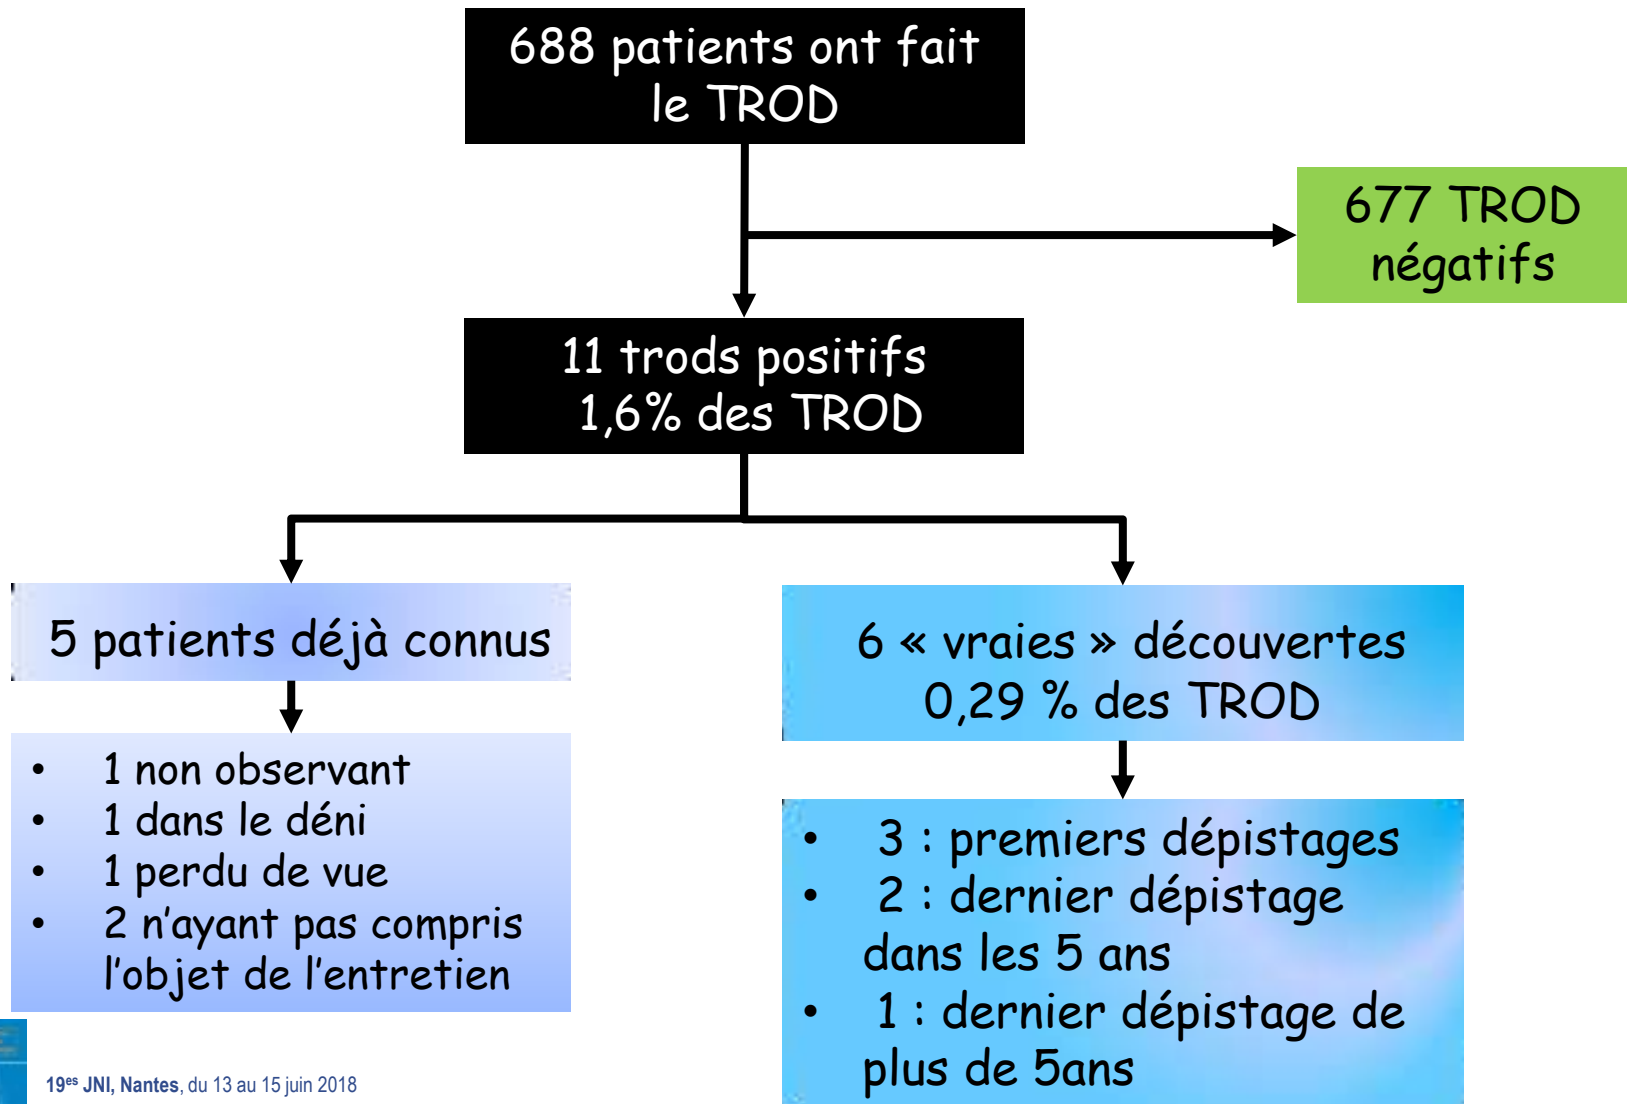 688 patients ont fait
le TROD
677 TROD
négatifs
11 trods positifs
1,6% des TROD
5 patients déjà connus
6 « vraies » découvertes
0,29 % des TROD
• 1 non observant
• 1 dans le déni
• 1 perdu de vue
• 2 n’ayant pas compris
l’objet de l’entretien
• 3 : premiers dépistages
• 2 : dernier dépistage
dans les 5 ans
• 1 : dernier dépistage de
plus de 5ans
19es JNI, Nantes, du 13 au 15 juin 2018